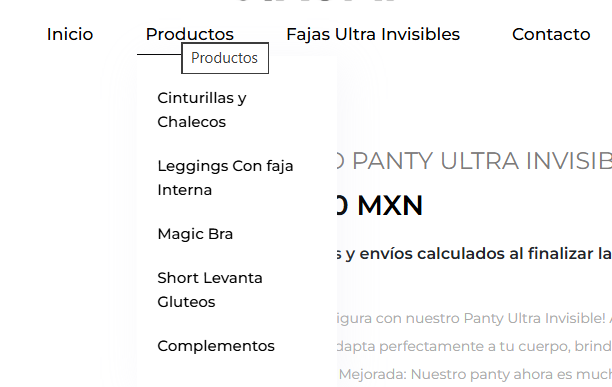 Inicio Productos Fajas Ultra Invisibles Contacto
Productos
Cinturillas y
Chalecos
Leggings Con faja
Interna
Magic Bra
Short Levanta
Gluteos
Complementos
PANTY ULTRA INVISIB
0 MXN
s y envíos calculados al finalizar la
igura con nuestro Panty Ultra Invisible!
dapta perfectamente a tu cuerpo, brind
Mejorada: Nuestro panty ahora es much